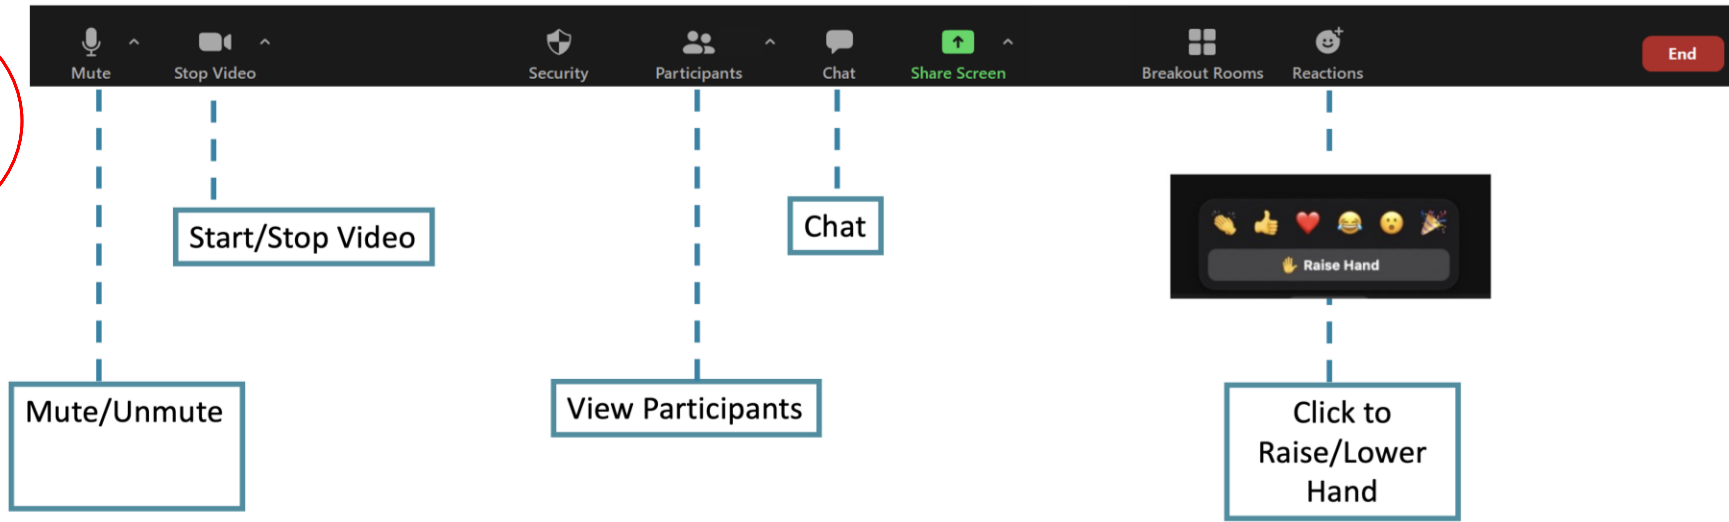 Mute
Stop Video
Security
Participants
Chat
Share Screen
Breakout Rooms
Reactions
End
Start/Stop Video
Chat
Raise Hand
Mute/Unmute
View Participants
Click to
Raise/Lower
Hand